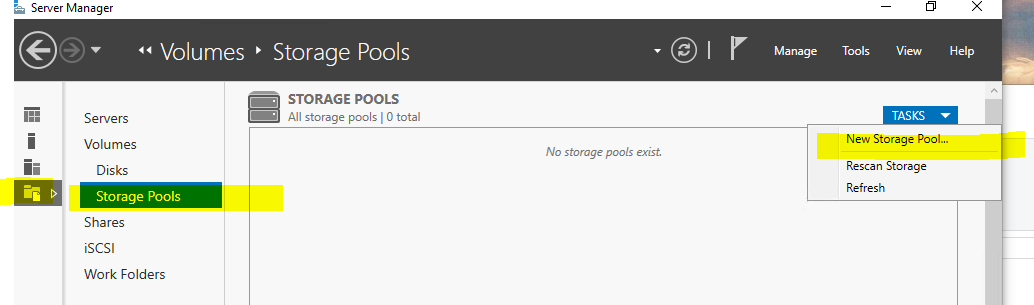 Server Manager
Volumes Storage Pools
Manage Tools View Help
STORAGE POOLS
All storage pools | 0 total
TASKS
Servers
Volumes
Disks
Storage Pools
Shares
iSCSI
Work Folders
No storage pools exist.
New Storage Pool...
Rescan Storage
Refresh